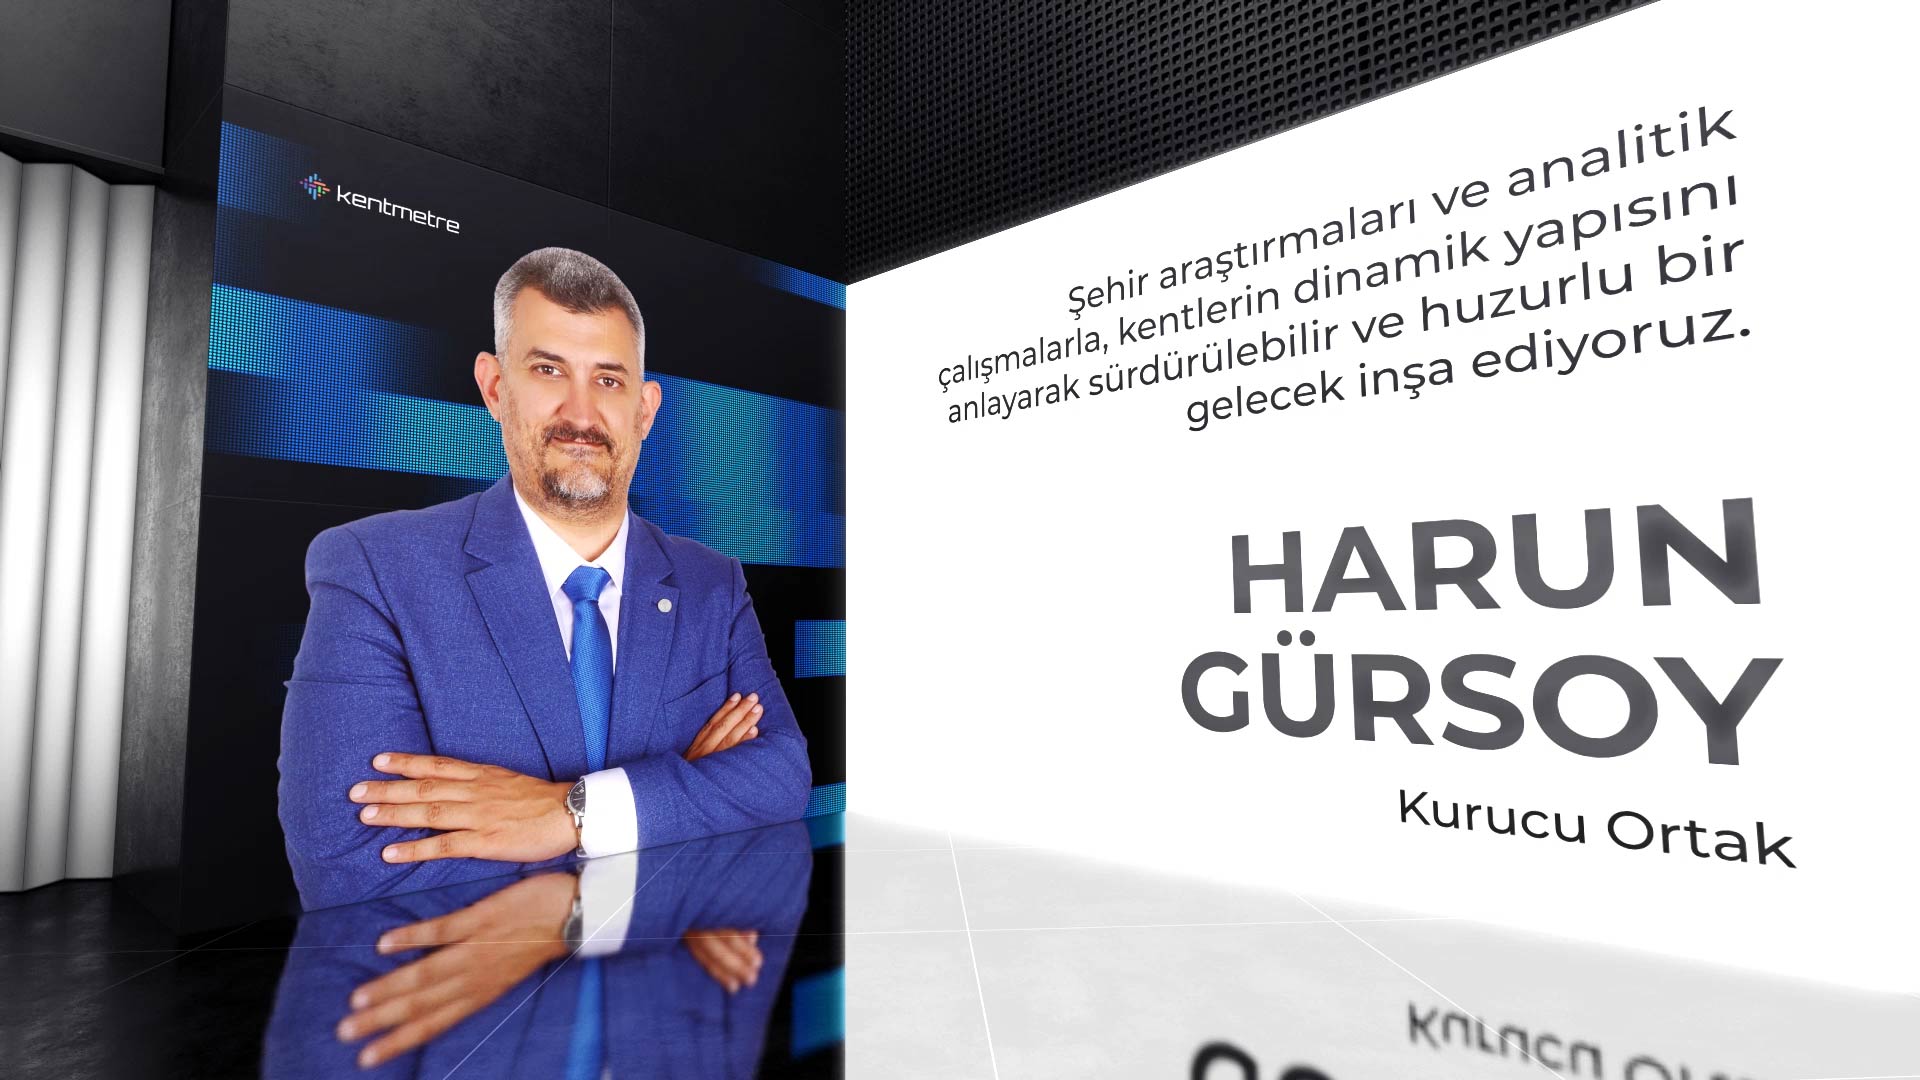 kentmetre
Şehir araştırmaları ve analitik
çalışmalarla, kentlerin dinamik yapısını
anlayarak sürdürülebilir ve huzurlu bir
gelecek inşa ediyoruz.
HARUN
GÜRSOY
Kurucu Ortak